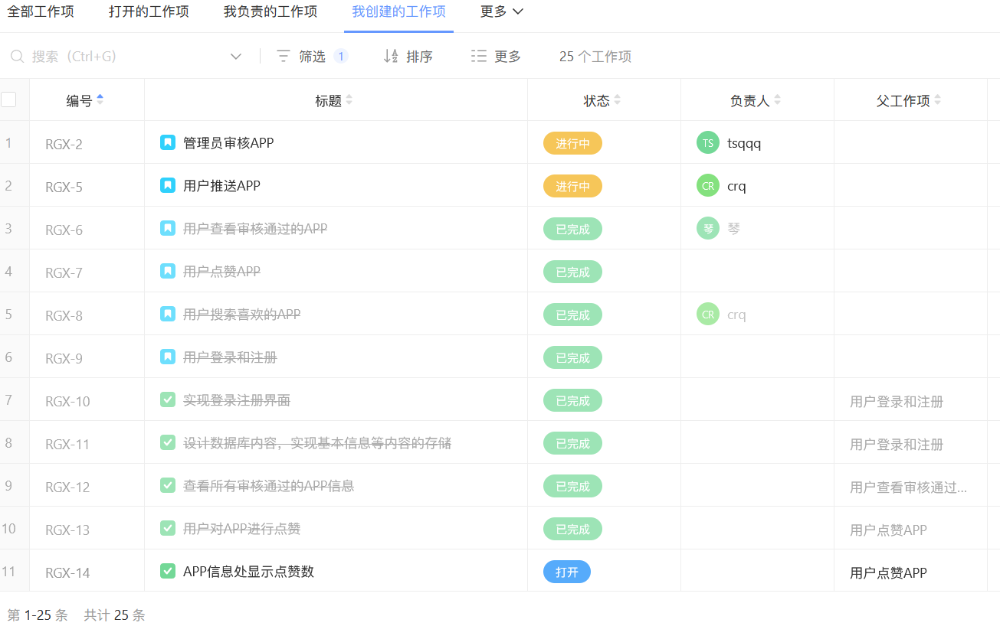 全部工作项 打开的工作项 我负责的工作项 我创建的工作项 更多
搜索（Ctrl+G） 筛选 1 排序 更多 25 个工作项
编号 标题 状态 负责人 父工作项
1 RGX-2 管理员审核APP 进行中 TS tsqqq
2 RGX-5 用户推送APP 进行中 CR crq
3 RGX-6 用户查看审核通过的APP 已完成 琴 琴
4 RGX-7 用户点赞APP 已完成
5 RGX-8 用户搜索喜欢的APP 已完成 CR crq
6 RGX-9 用户登录和注册 已完成
7 RGX-10 实现登录注册界面 已完成 用户登录和注册
8 RGX-11 设计数据库内容，实现基本信息等内容的存储 已完成 用户登录和注册
9 RGX-12 查看所有审核通过的APP信息 已完成 用户查看审核通过...
10 RGX-13 用户对APP进行点赞 已完成 用户点赞APP
11 RGX-14 APP信息处显示点赞数 打开 用户点赞APP
第 1-25 条 共计 25 条